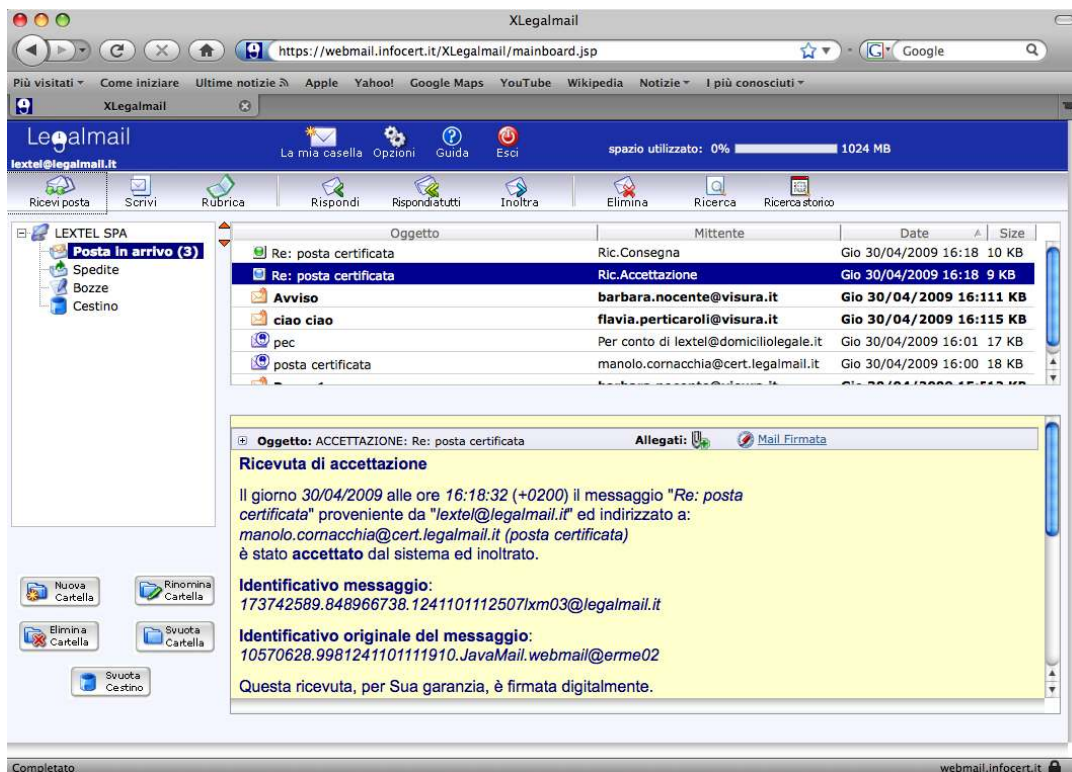 XLegalmail
https://webmail.infocert.it/XLegalmail/mainboard.jsp
Google
Più visitati Come iniziare Ultime notizie Apple Yahoo! Google Maps YouTube Wikipedia Notizie I più conosciuti
XLegalmail
Legalmail
lextel@legalmail.it
La mia casella Opzioni Guida Esci
spazio utilizzato: 0% 1024 MB
Ricevi posta Scrivi Rubrica Rispondi Rispondi a tutti Inoltra Elimina Ricerca Ricerca storico
LEXTEL SPA
Posta in arrivo (3)
Spedite
Bozze
Cestino
Oggetto Mittente Date Size
Re: posta certificata Ric.Consegna Gio 30/04/2009 16:18 10 KB
Re: posta certificata Ric.Accettazione Gio 30/04/2009 16:18 9 KB
Avviso barbara.nocente@visura.it Gio 30/04/2009 16:111 KB
ciao ciao flavia.perticaroli@visura.it Gio 30/04/2009 16:115 KB
pec Per conto di lextel@domiciliolegale.it Gio 30/04/2009 16:01 17 KB
posta certificata manolo.cornacchia@cert.legalmail.it Gio 30/04/2009 16:00 18 KB
Oggetto: ACCETTAZIONE: Re: posta certificata Allegati: Mail Firmata
Ricevuta di accettazione
Il giorno 30/04/2009 alle ore 16:18:32 (+0200) il messaggio "Re: posta
certificata" proveniente da "lextel@legalmail.it" ed indirizzato a:
manolo.cornacchia@cert.legalmail.it (posta certificata)
è stato accettato dal sistema ed inoltrato.
Identificativo messaggio:
173742589.848966738.1241101112507lxm03@legalmail.it
Identificativo originale del messaggio:
10570628.9981241101111910.JavaMail.webmail@erme02
Questa ricevuta, per Sua garanzia, è firmata digitalmente.
Nuova Cartella
Rinomina Cartella
Elimina Cartella
Svuota Cartella
Svuota Cestino
Completato webmail.infocert.it